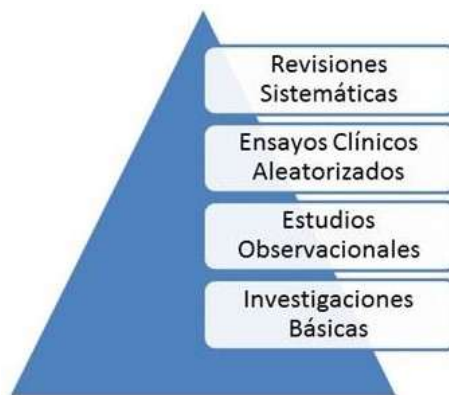 Revisiones
Sistemáticas
Ensayos Clínicos
Aleatorizados
Estudios
Observacionales
Investigaciones
Básicas